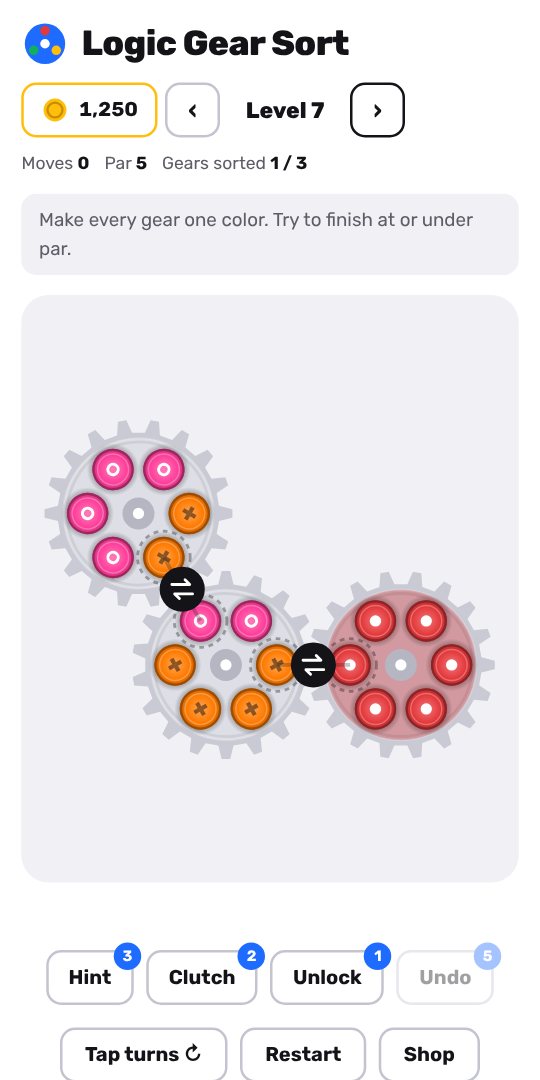 Logic Gear Sort
1,250
‹
Level 7
›
Moves 0 Par 5 Gears sorted 1 / 3
Make every gear one color. Try to finish at or under
par.
3
2
1
5
Hint
Clutch
Unlock
Undo
Tap turns ↻
Restart
Shop